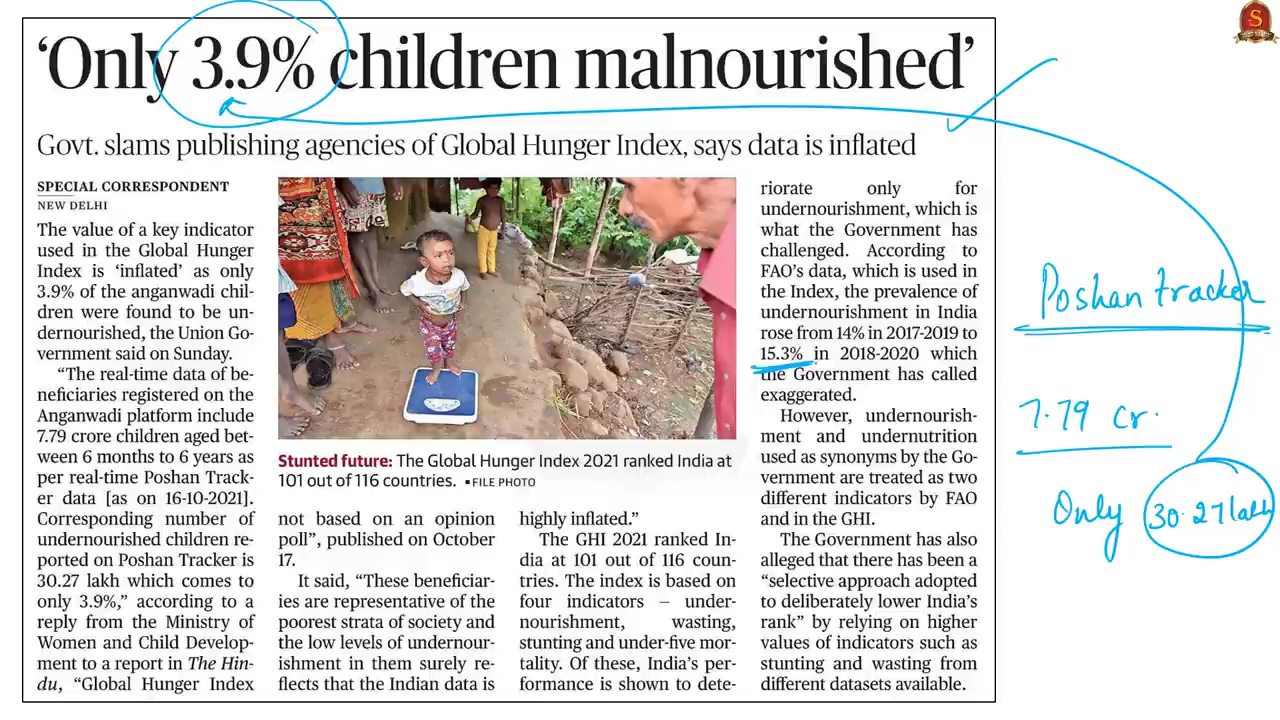 ‘Only 3.9% children malnourished’
Govt. slams publishing agencies of Global Hunger Index, says data is inflated
SPECIAL CORRESPONDENT
NEW DELHI
The value of a key indicator
used in the Global Hunger
Index is ‘inflated’ as only
3.9% of the anganwadi chil-
dren were found to be un-
dernourished, the Union Go-
vernment said on Sunday.
“The real-time data of be-
neficiaries registered on the
Anganwadi platform include
7.79 crore children aged bet-
ween 6 months to 6 years as
per real-time Poshan Track-
er data [as on 16-10-2021].
Corresponding number of
undernourished children re-
ported on Poshan Tracker is
30.27 lakh which comes to
only 3.9%,” according to a
reply from the Ministry of
Women and Child Develop-
ment to a report in The Hin-
du, “Global Hunger Index
Stunted future: The Global Hunger Index 2021 ranked India at
101 out of 116 countries. ▪FILE PHOTO
not based on an opinion
poll”, published on October
17.
It said, “These beneficiar-
ies are representative of the
poorest strata of society and
the low levels of undernour-
ishment in them surely re-
flects that the Indian data is
highly inflated.”
The GHI 2021 ranked In-
dia at 101 out of 116 coun-
tries. The index is based on
four indicators – under-
nourishment, wasting,
stunting and under-five mor-
tality. Of these, India’s per-
formance is shown to dete-
riorate only for
undernourishment, which is
what the Government has
challenged. According to
FAO’s data, which is used in
the Index, the prevalence of
undernourishment in India
rose from 14% in 2017-2019 to
15.3% in 2018-2020 which
the Government has called
exaggerated.
However, undernourish-
ment and undernutrition
used as synonyms by the Go-
vernment are treated as two
different indicators by FAO
and in the GHI.
The Government has also
alleged that there has been a
“selective approach adopted
to deliberately lower India’s
rank” by relying on higher
values of indicators such as
stunting and wasting from
different datasets available.
Poshan tracker
7.79 cr.
Only 30.27 lakh
S